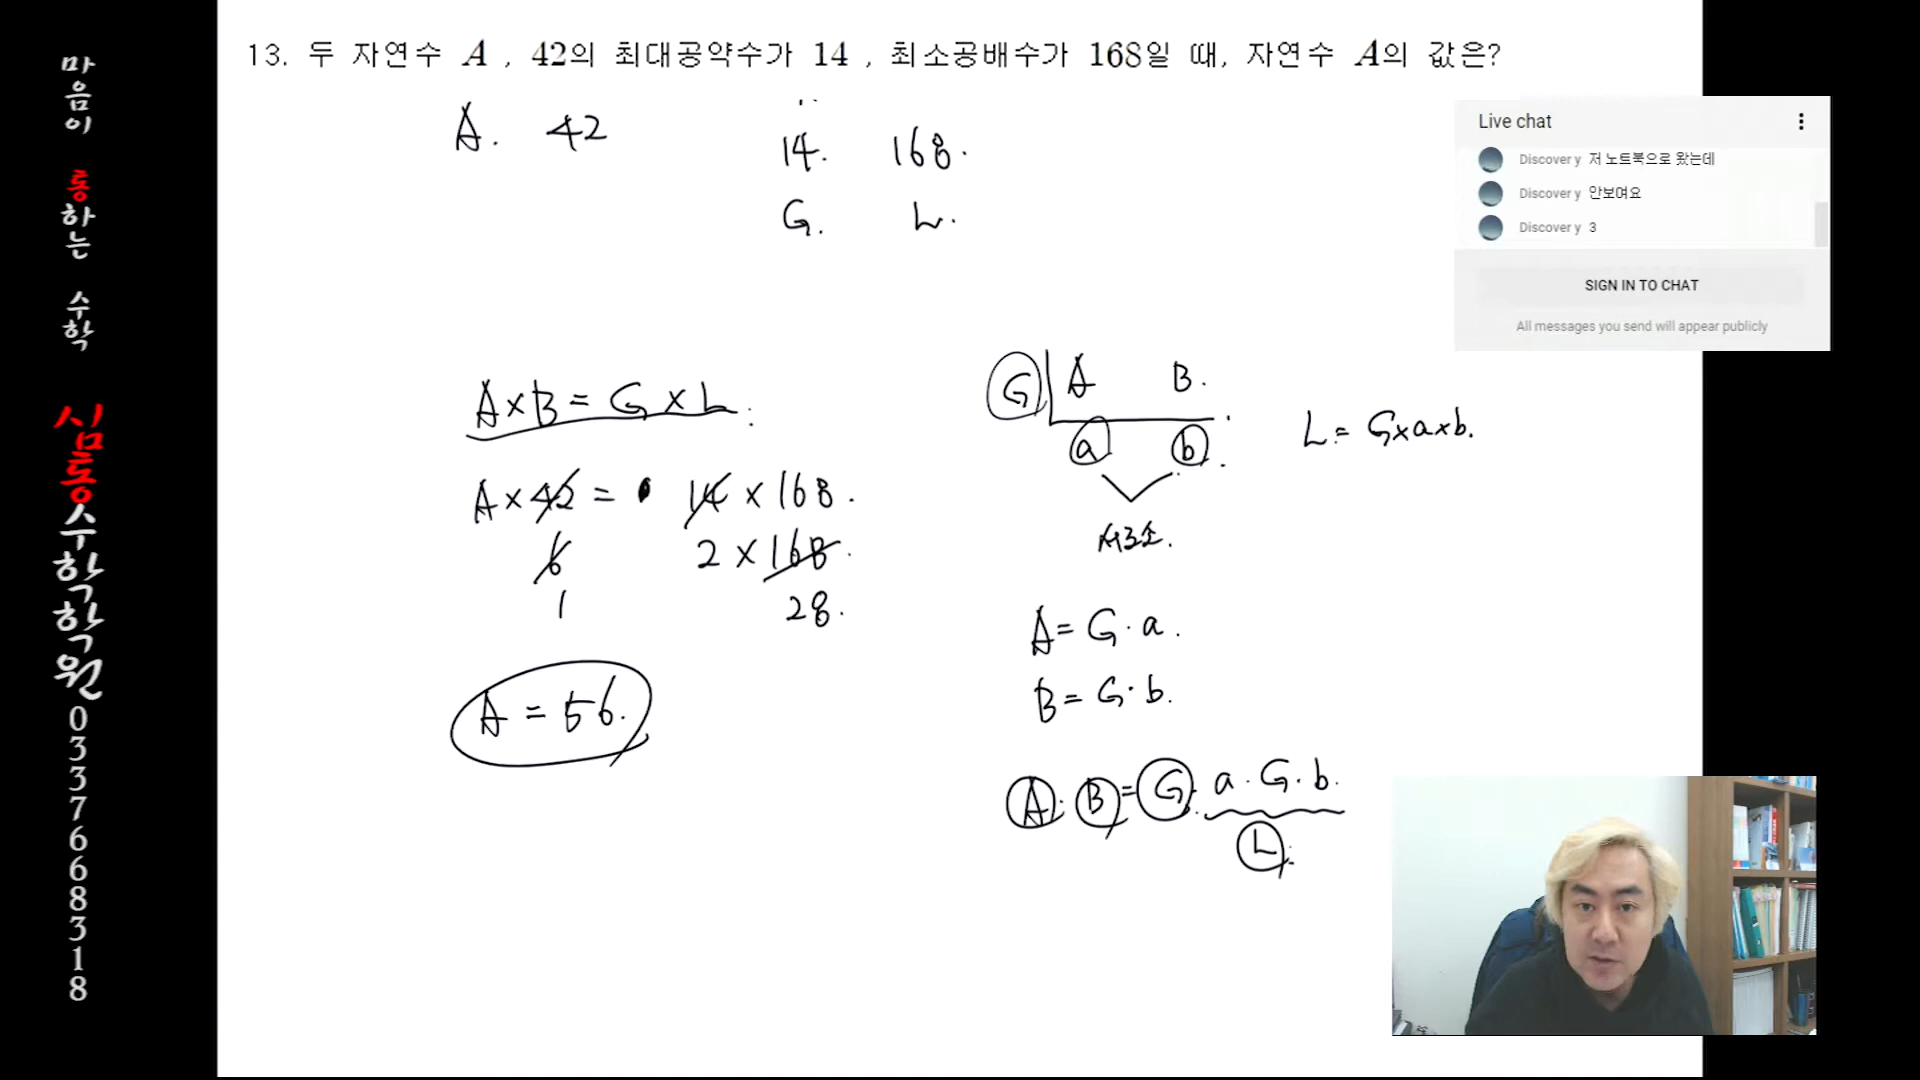 마음이 통하는 수학
심통수학학원
0337668318
13. 두 자연수 A , 42의 최대공약수가 14 , 최소공배수가 168일 때, 자연수 A의 값은?
A. 42
14. 168.
G. L.
A×B = G×L.
A×42 = 14 × 168.
6 2 × 168.
1 28.
A = 56.
G A B.
a b.
서로소.
L = G×a×b.
A = G·a.
B = G·b.
A·B = G·a·G·b.
L.
Live chat
Discover y 저 노트북으로 왔는데
Discover y 안보여요
Discover y 3
SIGN IN TO CHAT
All messages you send will appear publicly